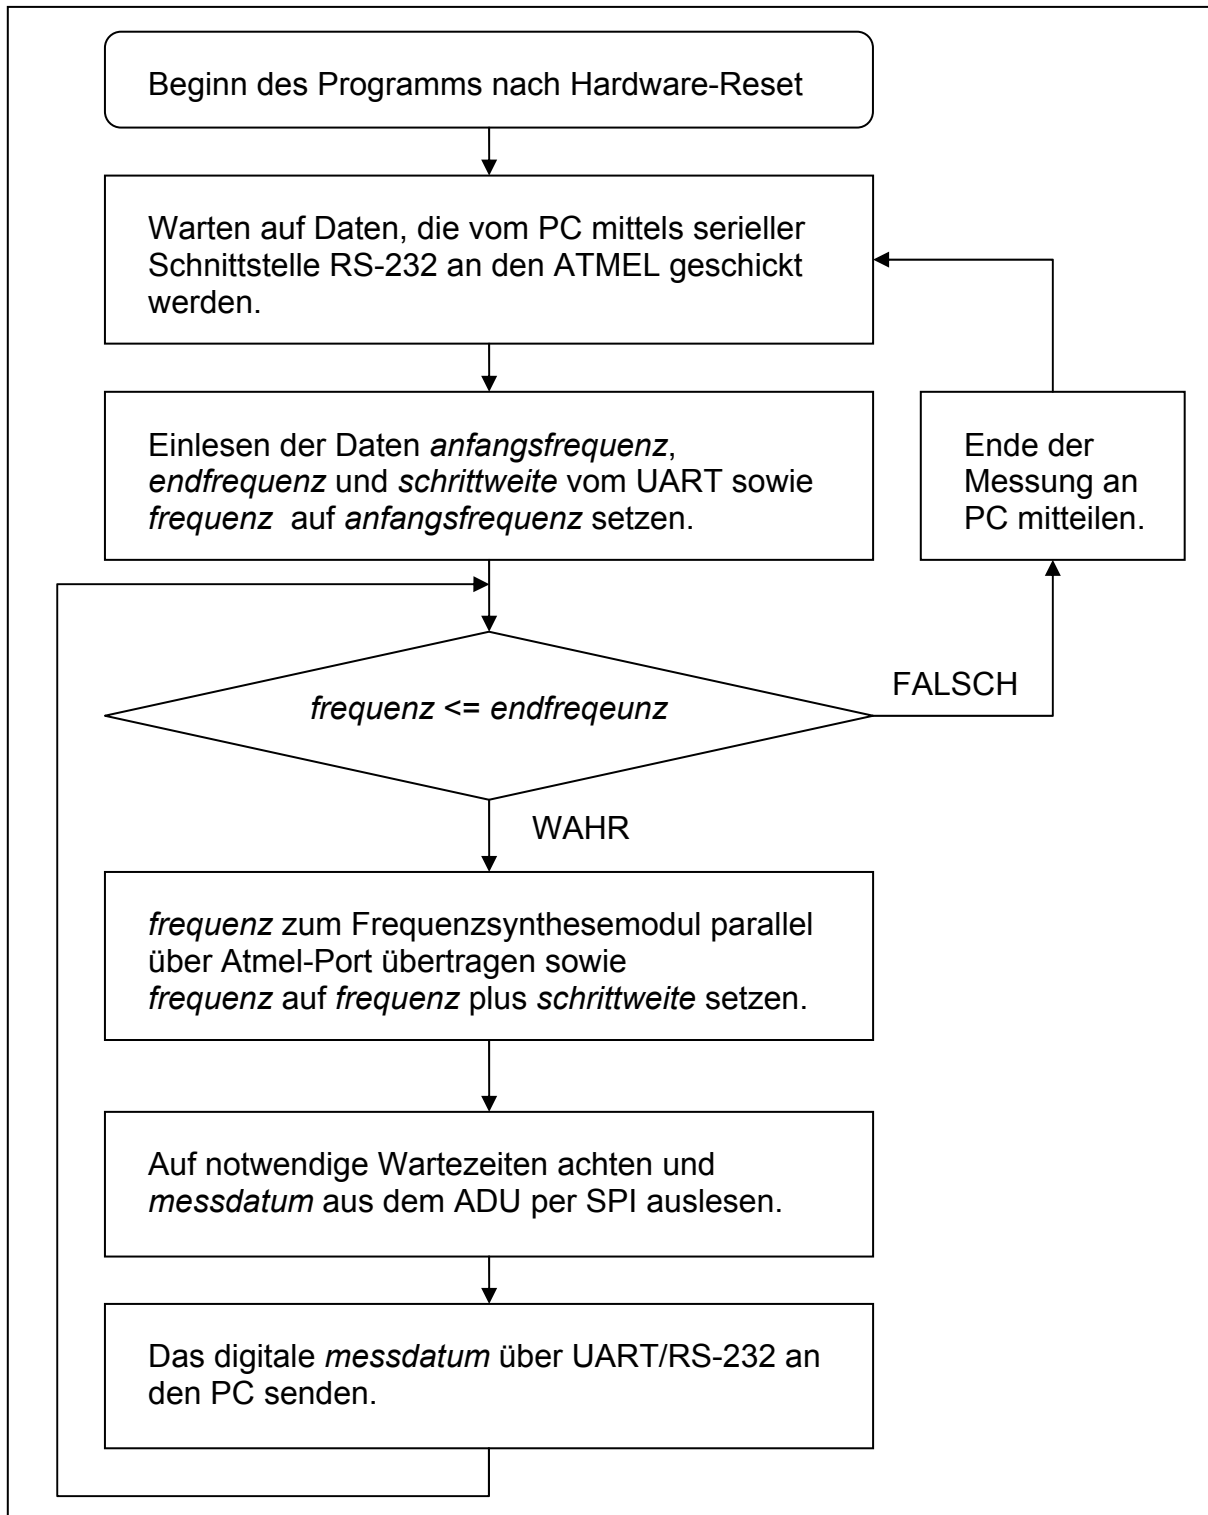 Beginn des Programms nach Hardware-Reset
Warten auf Daten, die vom PC mittels serieller
Schnittstelle RS-232 an den ATMEL geschickt
werden.
Einlesen der Daten anfangsfrequenz,
endfrequenz und schrittweite vom UART sowie
frequenz auf anfangsfrequenz setzen.
Ende der
Messung an
PC mitteilen.
frequenz <= endfreqeunz
FALSCH
WAHR
frequenz zum Frequenzsynthesemodul parallel
über Atmel-Port übertragen sowie
frequenz auf frequenz plus schrittweite setzen.
Auf notwendige Wartezeiten achten und
messdatum aus dem ADU per SPI auslesen.
Das digitale messdatum über UART/RS-232 an
den PC senden.